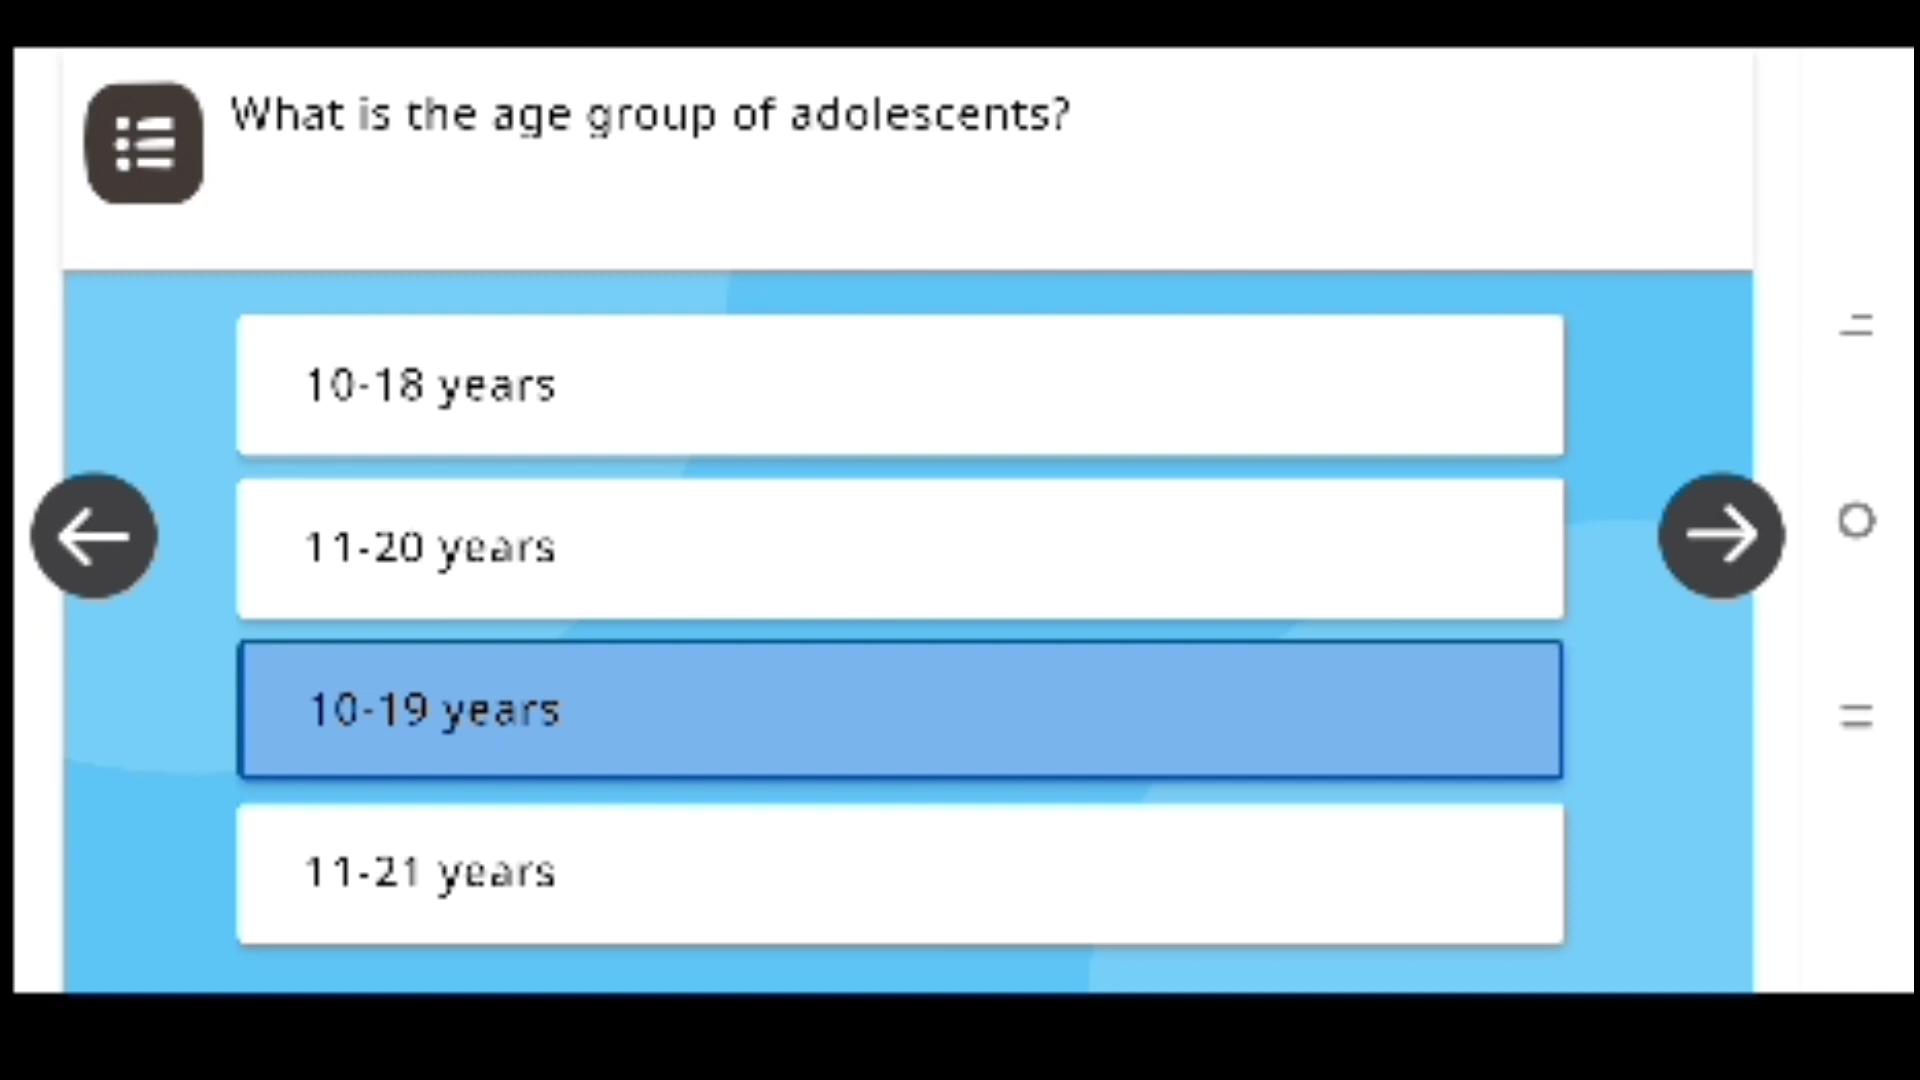 What is the age group of adolescents?
10-18 years
11-20 years
10-19 years
11-21 years